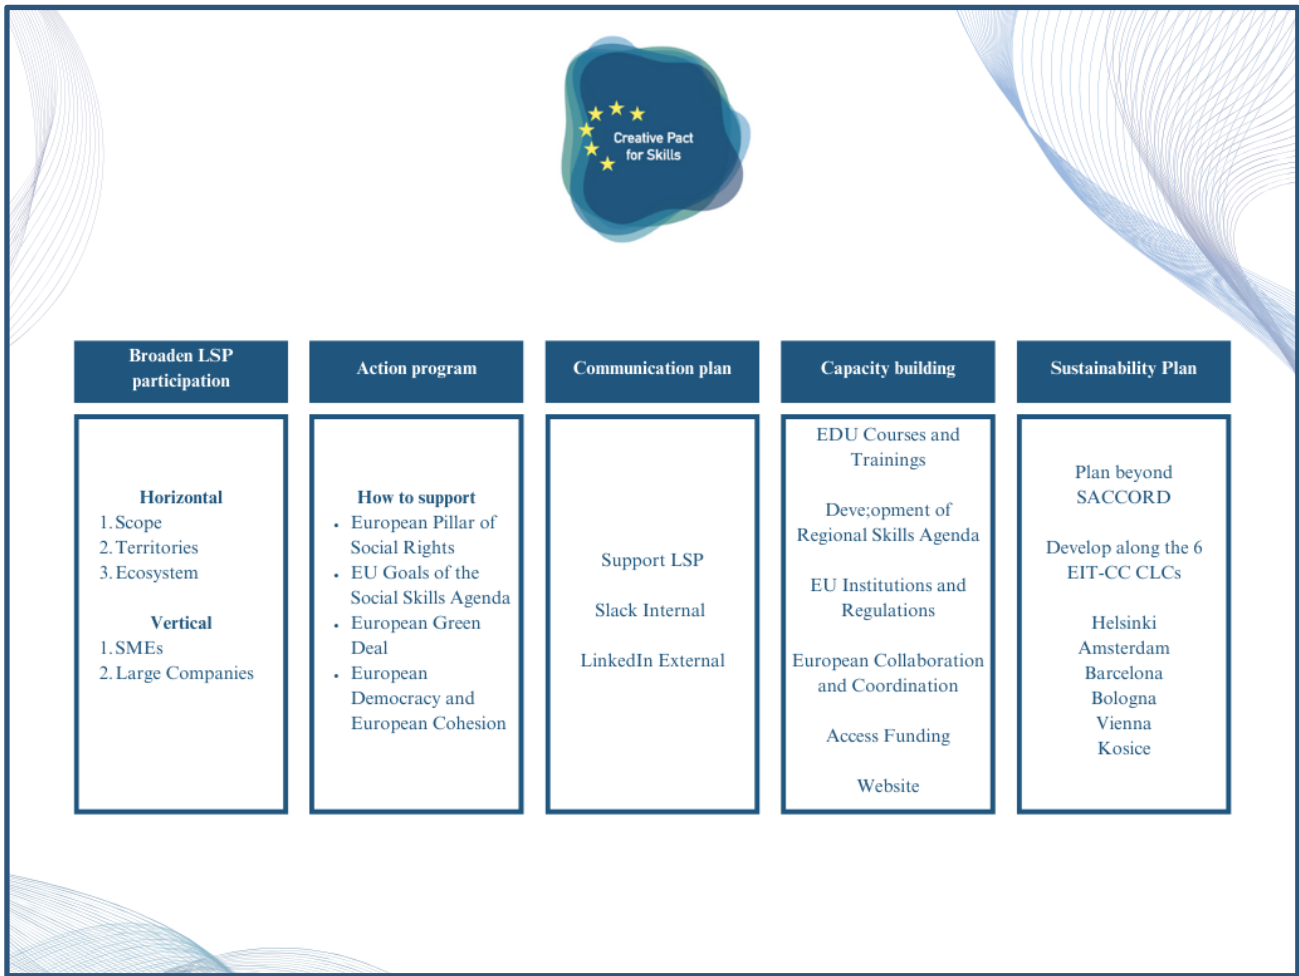 Creative Pact
for Skills
Broaden LSP
participation
Horizontal
1. Scope
2. Territories
3. Ecosystem
Vertical
1. SMEs
2. Large Companies
Action program
How to support
• European Pillar of
Social Rights
• EU Goals of the
Social Skills Agenda
• European Green
Deal
• European
Democracy and
European Cohesion
Communication plan
Support LSP
Slack Internal
LinkedIn External
Capacity building
EDU Courses and
Trainings
Deve;opment of
Regional Skills Agenda
EU Institutions and
Regulations
European Collaboration
and Coordination
Access Funding
Website
Sustainability Plan
Plan beyond
SACCORD
Develop along the 6
EIT-CC CLCs
Helsinki
Amsterdam
Barcelona
Bologna
Vienna
Kosice